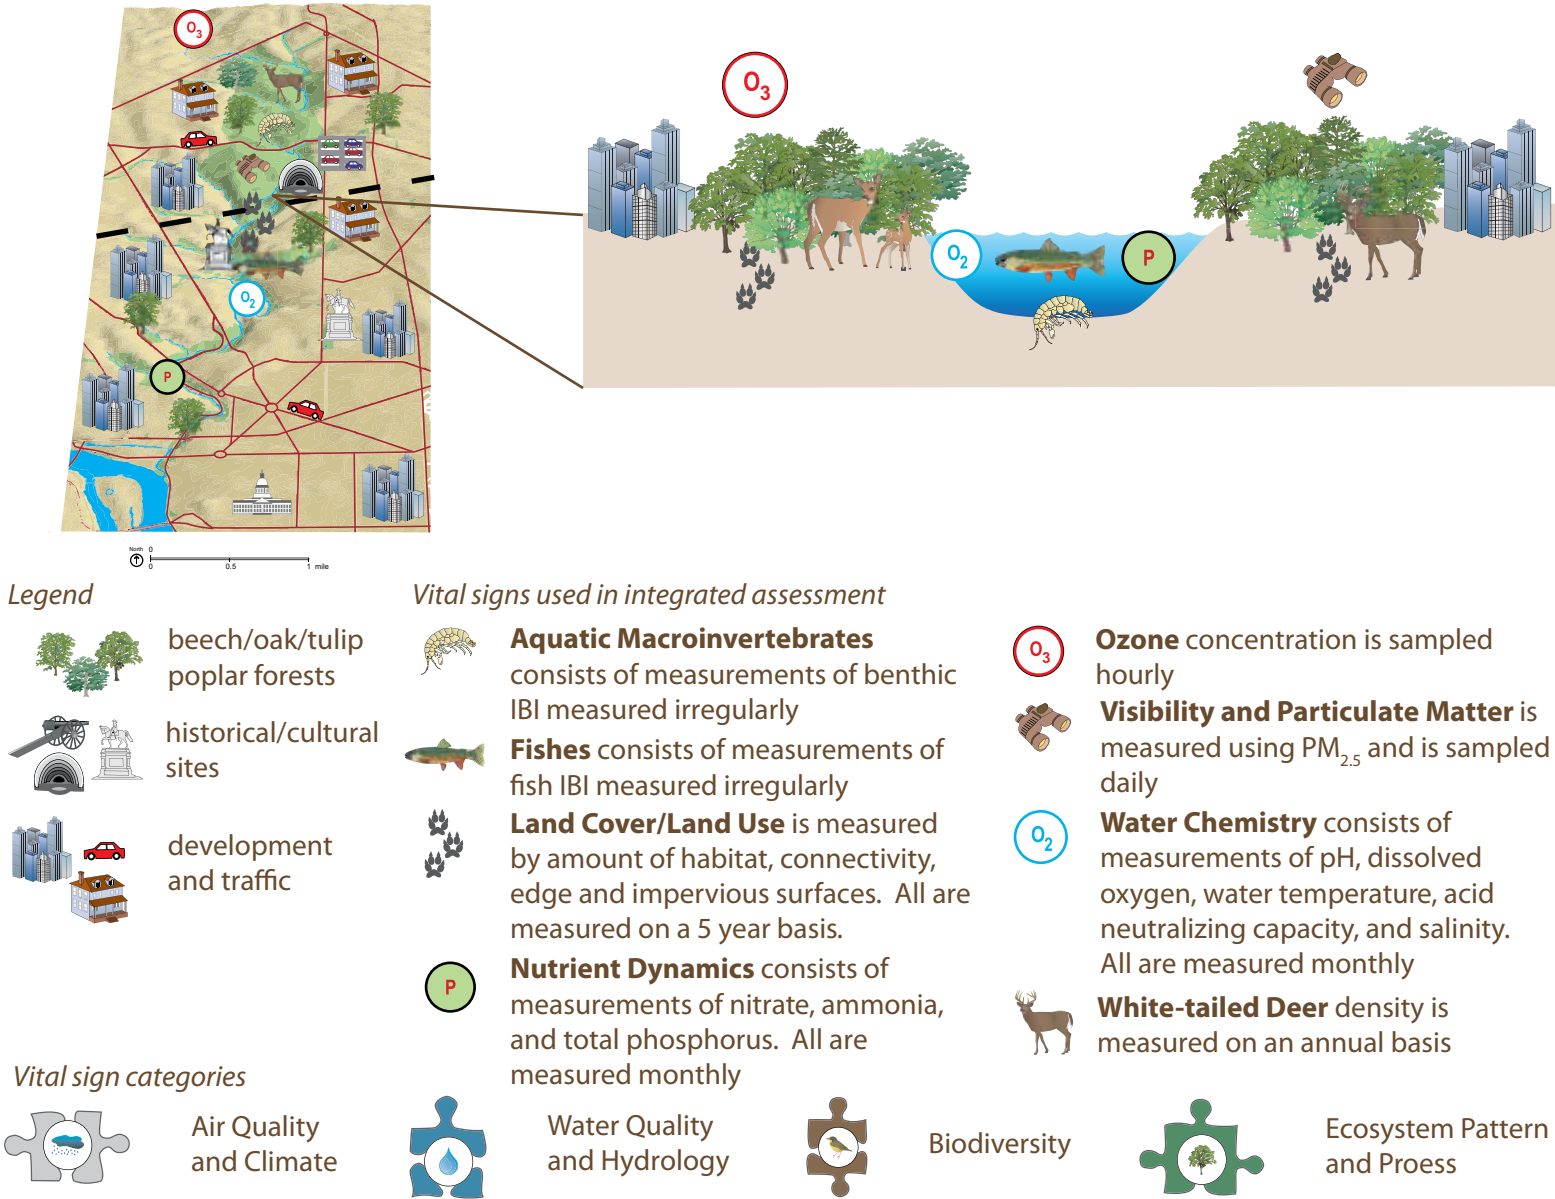 O3
O2
P
O3
O2
P
North
0
0
0.5
1 mile
Legend
beech/oak/tulip
poplar forests
historical/cultural
sites
development
and traffic
Vital signs used in integrated assessment
Aquatic Macroinvertebrates
consists of measurements of benthic
IBI measured irregularly
Fishes consists of measurements of
fish IBI measured irregularly
Land Cover/Land Use is measured
by amount of habitat, connectivity,
edge and impervious surfaces. All are
measured on a 5 year basis.
P
Nutrient Dynamics consists of
measurements of nitrate, ammonia,
and total phosphorus. All are
measured monthly
O3
Ozone concentration is sampled
hourly
Visibility and Particulate Matter is
measured using PM2.5 and is sampled
daily
O2
Water Chemistry consists of
measurements of pH, dissolved
oxygen, water temperature, acid
neutralizing capacity, and salinity.
All are measured monthly
White-tailed Deer density is
measured on an annual basis
Vital sign categories
Air Quality
and Climate
Water Quality
and Hydrology
Biodiversity
Ecosystem Pattern
and Proess